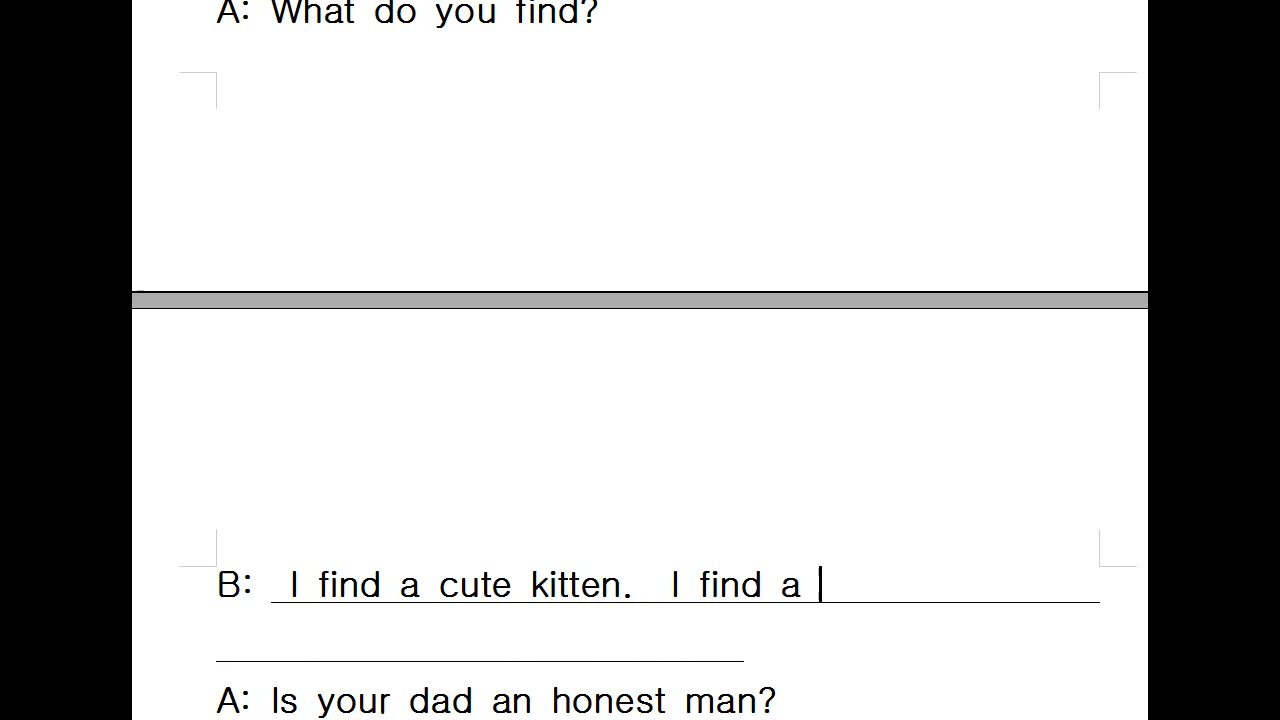 A: What do you find?
B: I find a cute kitten. I find a
A: Is your dad an honest man?